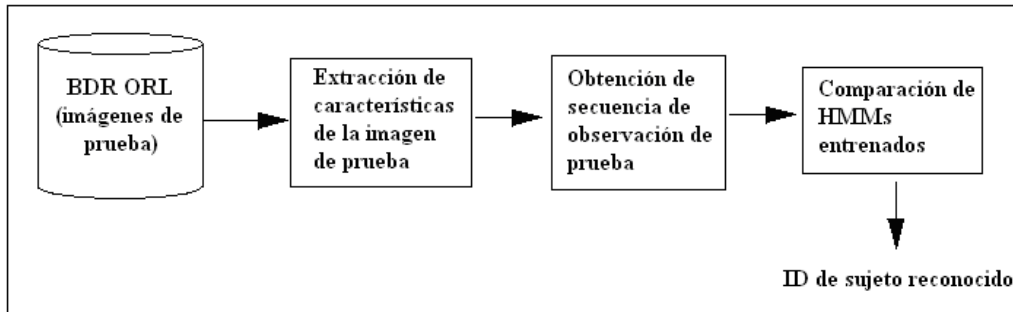 BDR ORL
(imágenes de
prueba)
Extracción de
características
de la imagen
de prueba
Obtención de
secuencia de
observación de
prueba
Comparación de
HMMs
entrenados
ID de sujeto reconocido